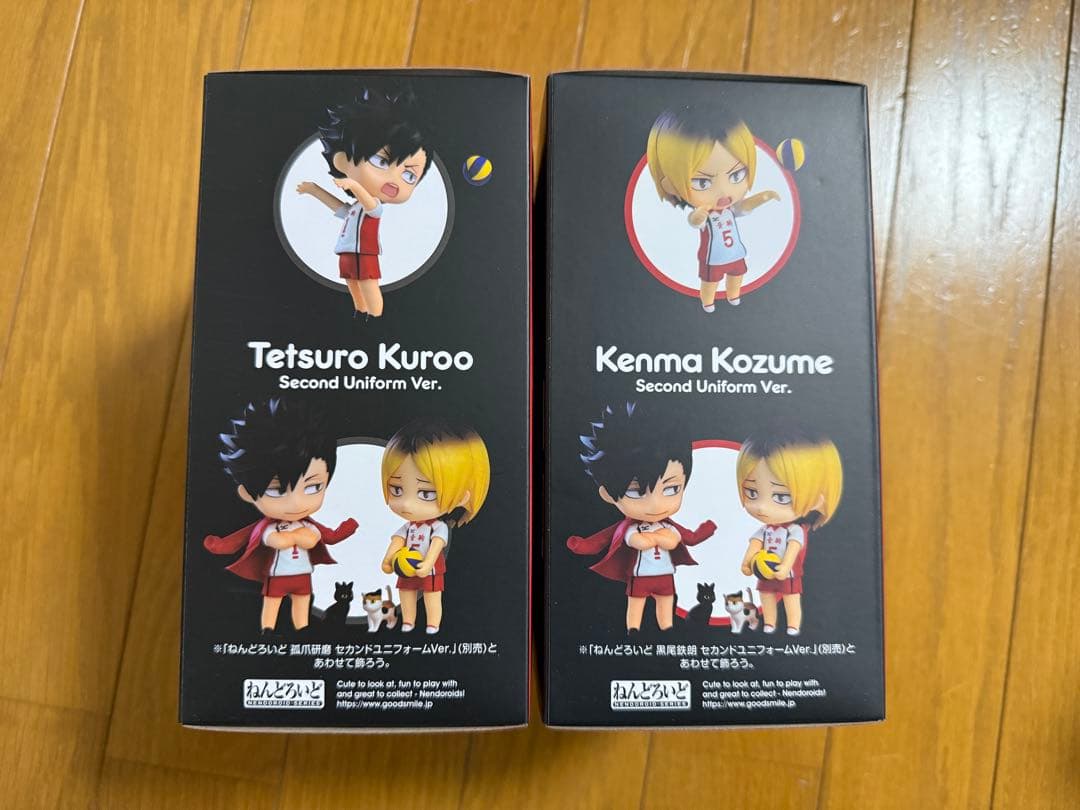 1
Tetsuro Kuroo
Second Uniform Ver.
※「ねんどろいど 孤爪研磨 セカンドユニフォームVer.」(別売)と
あわせて飾ろう。
ねんどろいど
NENDOROID SERIES
Cute to look at, fun to play with
and great to collect - Nendoroids!
https://www.goodsmile.jp
音駒
5
Kenma Kozume
Second Uniform Ver.
※「ねんどろいど 黒尾鉄朗 セカンドユニフォームVer.」(別売)と
あわせて飾ろう。
ねんどろいど
NENDOROID SERIES
Cute to look at, fun to play with
and great to collect - Nendoroids!
https://www.goodsmile.jp